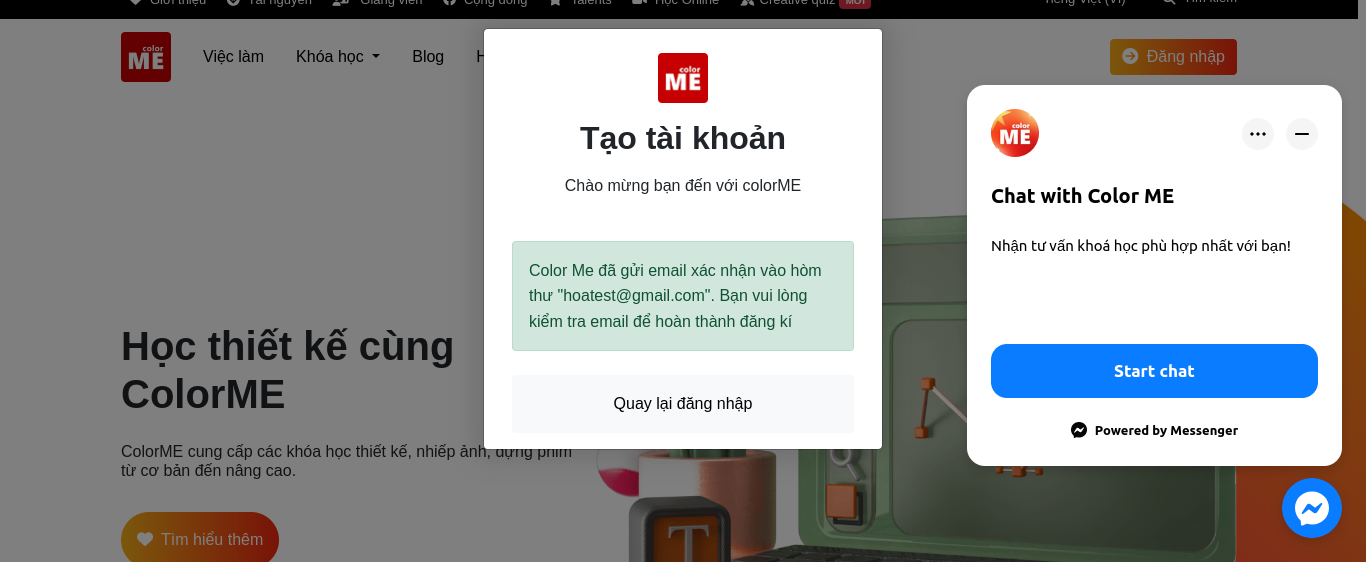 Giới thiệu
Tài nguyên
Giảng viên
Cộng đồng
Talents
Học Online
Creative quiz MỚI
Tiếng Việt (VI)
Tìm kiếm
color
ME
Việc làm
Khóa học
Blog
H
Đăng nhập
color
ME
Tạo tài khoản
Chào mừng bạn đến với colorME
Color Me đã gửi email xác nhận vào hòm
thư "hoatest@gmail.com". Bạn vui lòng
kiểm tra email để hoàn thành đăng kí
Quay lại đăng nhập
color
ME
Chat with Color ME
Nhận tư vấn khoá học phù hợp nhất với bạn!
Start chat
Powered by Messenger
Học thiết kế cùng
ColorME
ColorME cung cấp các khóa học thiết kế, nhiếp ảnh, dựng phim
từ cơ bản đến nâng cao.
Tìm hiểu thêm
T